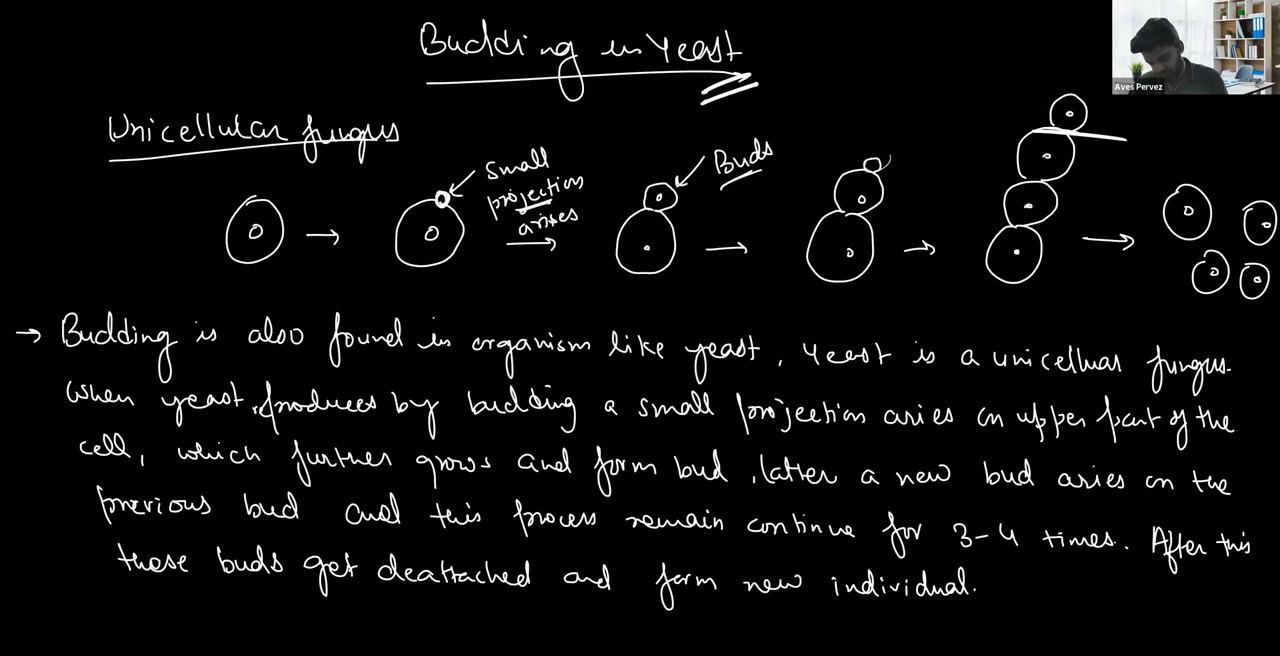 Budding in Yeast
Aves Pervez
Unicellular fungus
Small
projection
arises
Buds
→ Budding is also found in organism like yeast, Yeast is a unicelluar fungus.
When yeast reproduces by budding a small projection aries on upper part of the
cell, which further grows and form bud, latter a new bud aries on the
previous bud and this process remain continue for 3-4 times. After this
these buds get deattached and form new individual.